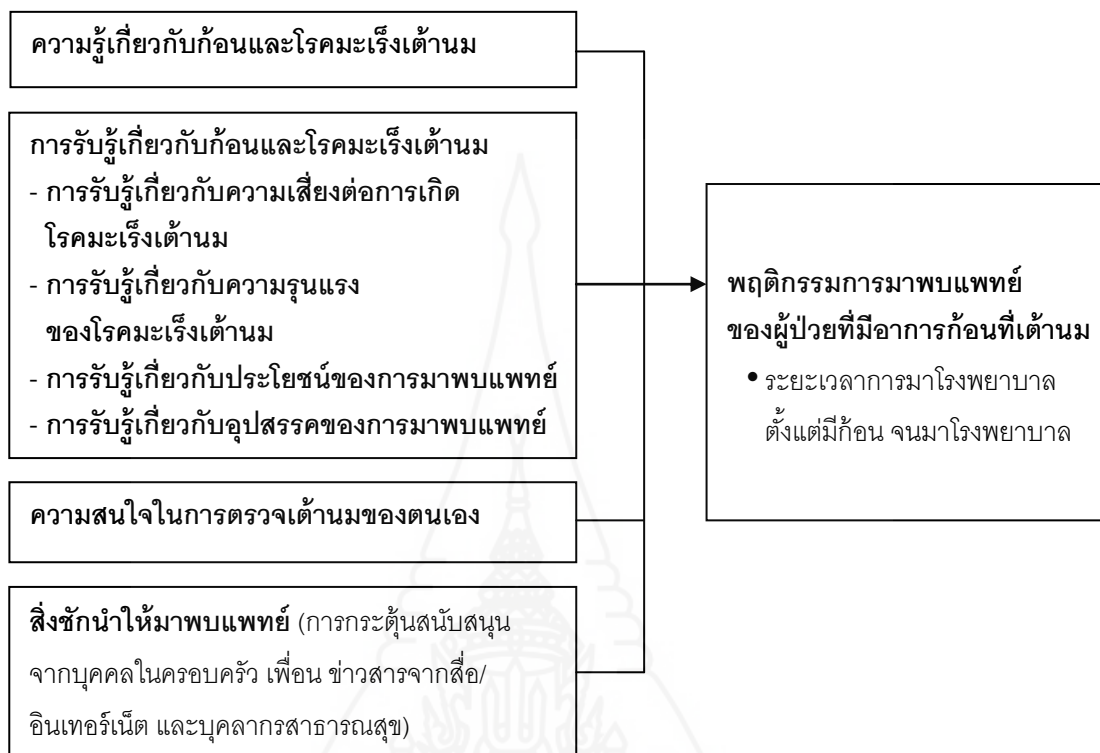 ความรู้เกี่ยวกับก้อนและโรคมะเร็งเต้านม
การรับรู้เกี่ยวกับก้อนและโรคมะเร็งเต้านม
- การรับรู้เกี่ยวกับความเสี่ยงต่อการเกิด
โรคมะเร็งเต้านม
- การรับรู้เกี่ยวกับความรุนแรง
ของโรคมะเร็งเต้านม
- การรับรู้เกี่ยวกับประโยชน์ของการมาพบแพทย์
- การรับรู้เกี่ยวกับอุปสรรคของการมาพบแพทย์
ความสนใจในการตรวจเต้านมของตนเอง
สิ่งชักนำให้มาพบแพทย์ (การกระตุ้นสนับสนุน
จากบุคคลในครอบครัว เพื่อน ข่าวสารจากสื่อ/
อินเทอร์เน็ต และบุคลากรสาธารณสุข)
พฤติกรรมการมาพบแพทย์
ของผู้ป่วยที่มีอาการก้อนที่เต้านม
• ระยะเวลาการมาโรงพยาบาล
ตั้งแต่มีก้อน จนมาโรงพยาบาล